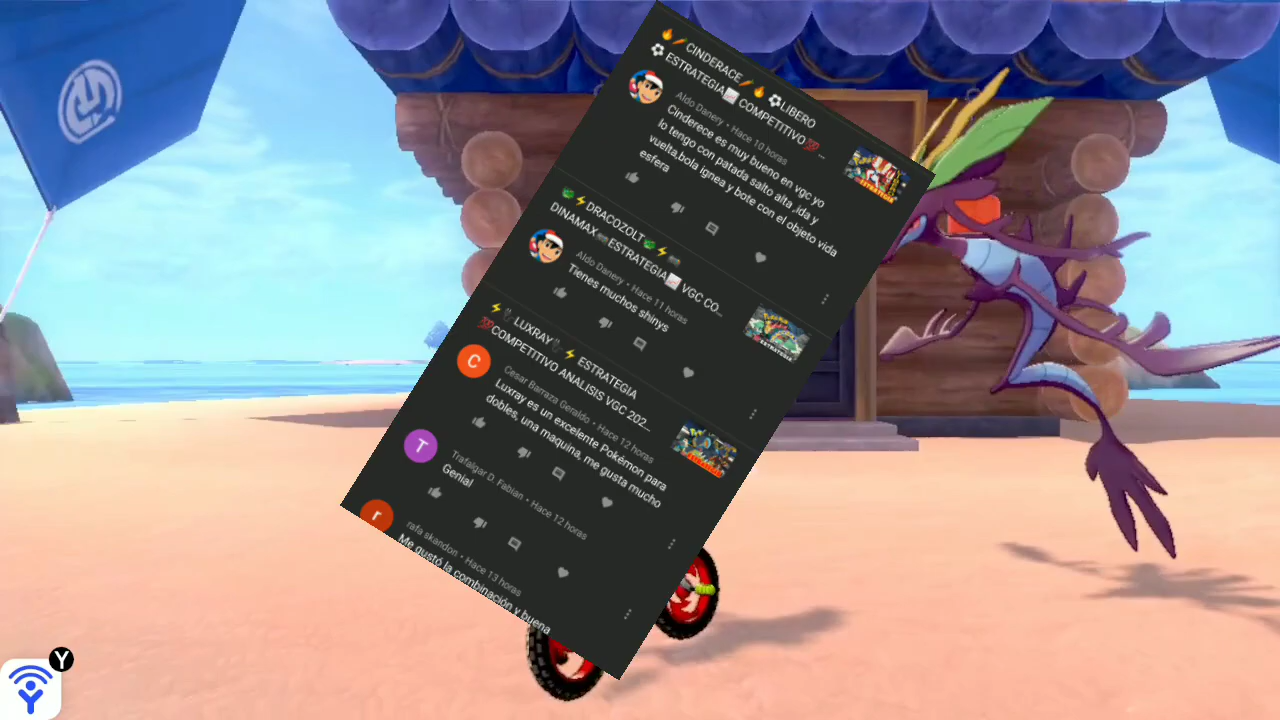 🔥🥕CINDERACE🥕🔥 ⚽LIBERO
⚽ ESTRATEGIA📈 COMPETITIVO💯...
Aldo Danery • Hace 10 horas
Cinderece es muy bueno en vgc yo
lo tengo con patada salto alta ,ida y
vuelta,bola ignea y bote con el objeto vida
esfera
⚡DRACOZOLT ⚡
DINAMAX ESTRATEGIA📈 VGC CO...
Aldo Danery • Hace 11 horas
Tienes muchos shinys
⚡ LUXRAY ⚡ ESTRATEGIA
💯COMPETITIVO ANALISIS VGC 202...
C
Cesar Barraza Geraldo • Hace 12 horas
Luxray es un excelente Pokémon para
dobles, una maquina, me gusta mucho
T
Trafalgar D. Fabian • Hace 12 horas
Genial
r
rafa skandon • Hace 13 horas
Me gustó la combinación y buena
Y